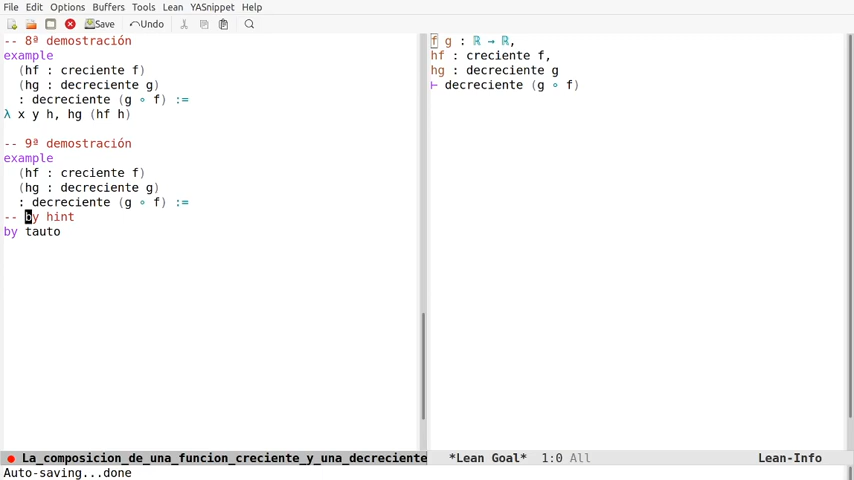 File Edit Options Buffers Tools Lean YASnippet Help
Save Undo
-- 8ª demostración
example
(hf : creciente f)
(hg : decreciente g)
: decreciente (g ∘ f) :=
λ x y h, hg (hf h)
-- 9ª demostración
example
(hf : creciente f)
(hg : decreciente g)
: decreciente (g ∘ f) :=
-- by hint
by tauto
f g : ℝ → ℝ,
hf : creciente f,
hg : decreciente g
⊢ decreciente (g ∘ f)
La_composicion_de_una_funcion_creciente_y_una_decreciente
*Lean Goal* 1:0 All Lean-Info
Auto-saving...done